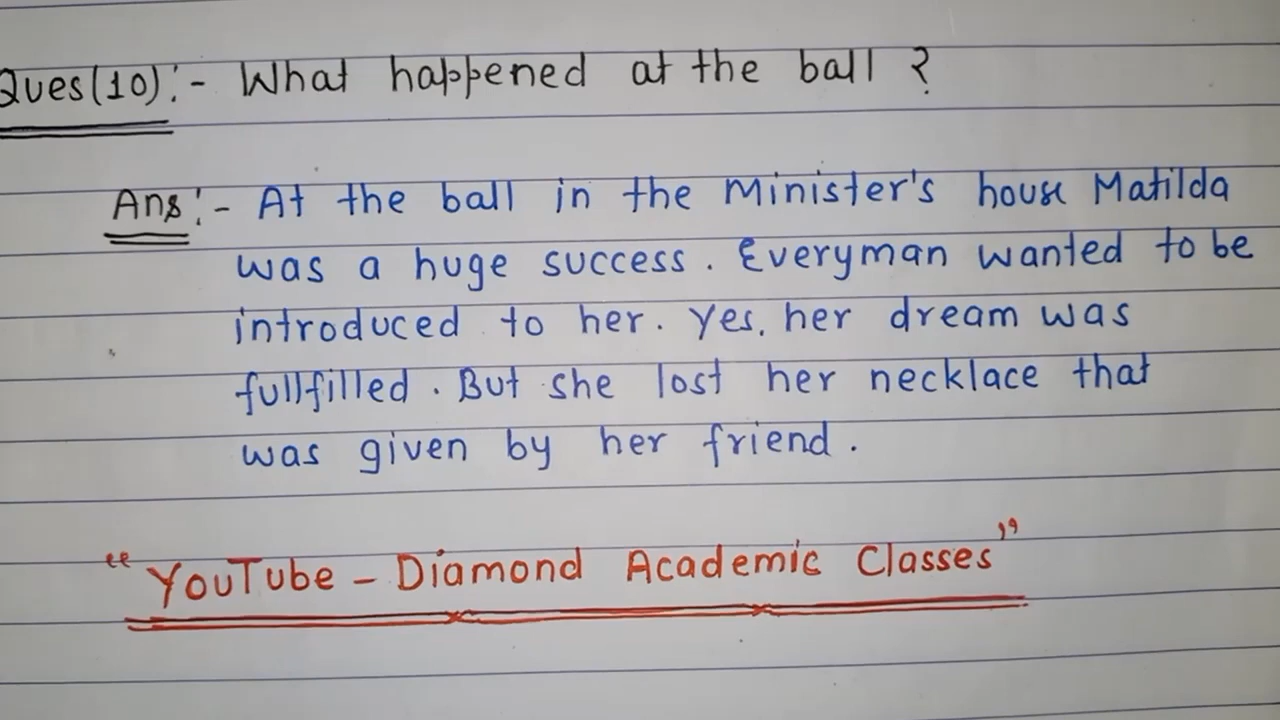 Ques(10):- What happened at the ball ?
Ans:- At the ball in the Minister's house Matilda
was a huge success. Everyman wanted to be
introduced to her. Yes, her dream was
fullfilled. But she lost her necklace that
was given by her friend.
"YouTube - Diamond Academic Classes"